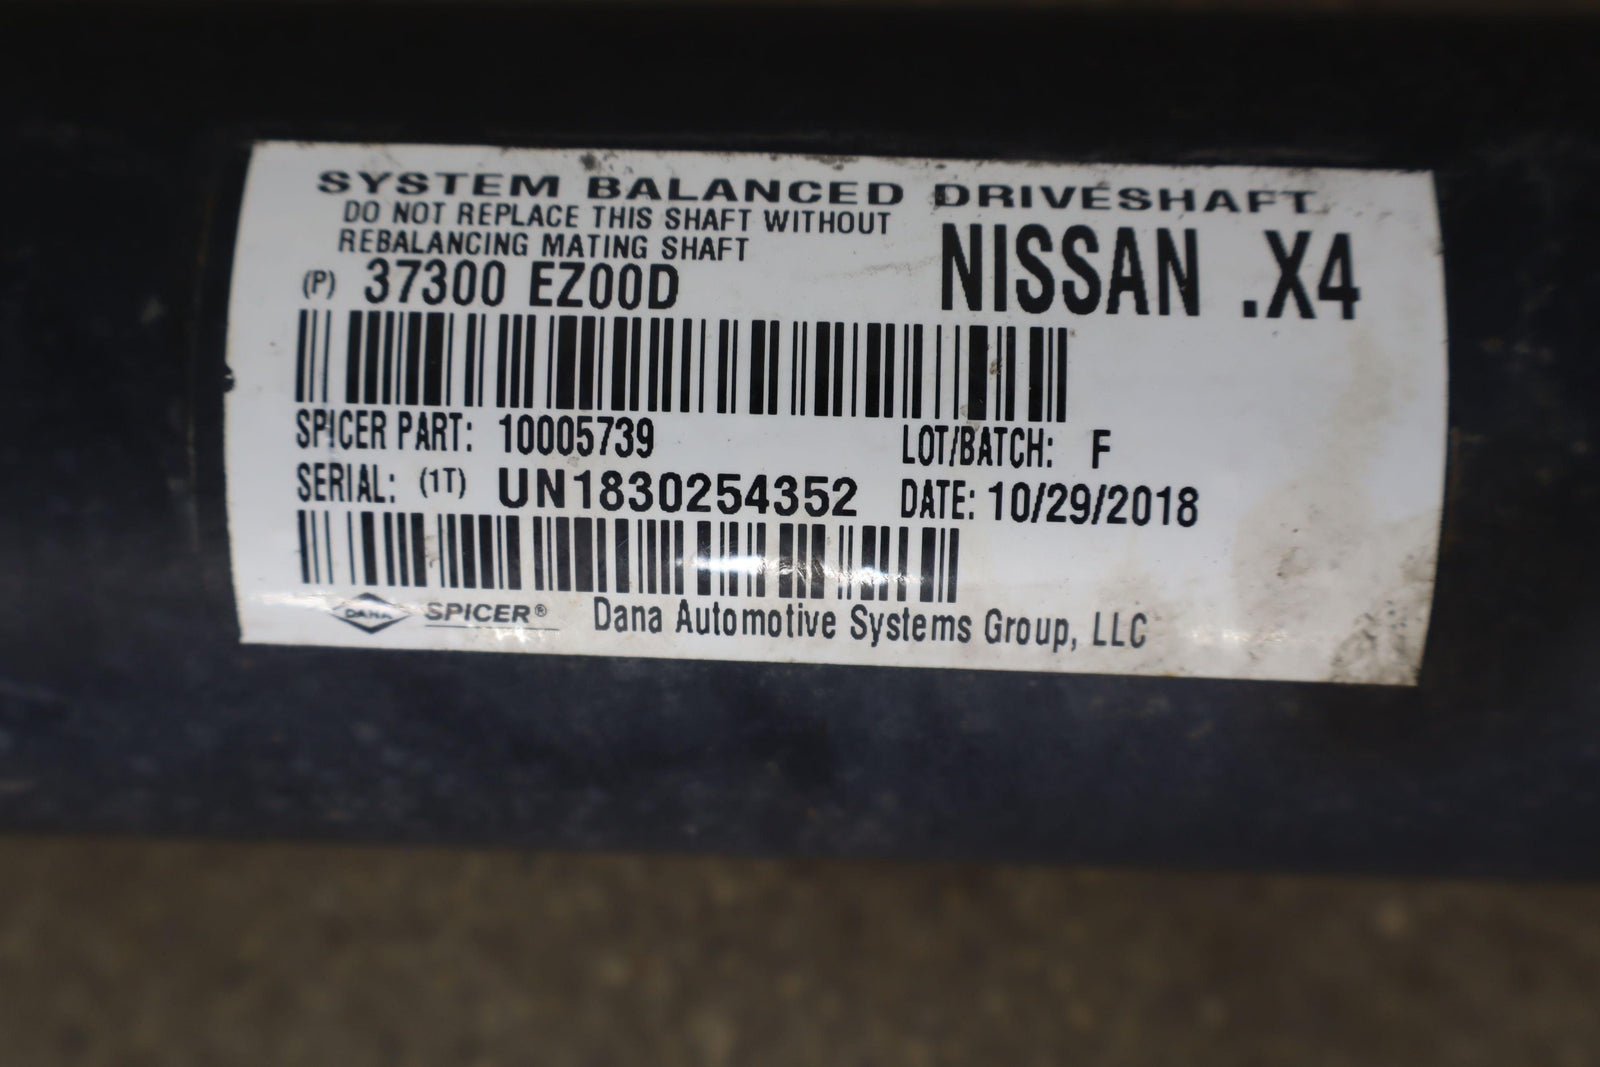 SYSTEM BALANCED DRIVESHAFT
DO NOT REPLACE THIS SHAFT WITHOUT
REBALANCING MATING SHAFT
(P) 37300 EZ00D
NISSAN .X4
SPICER PART: 10005739 LOT/BATCH: F
SERIAL: (1T) UN1830254352 DATE: 10/29/2018
DANA SPICER® Dana Automotive Systems Group, LLC